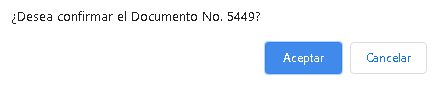 ¿Desea confirmar el Documento No. 5449?
Aceptar Cancelar